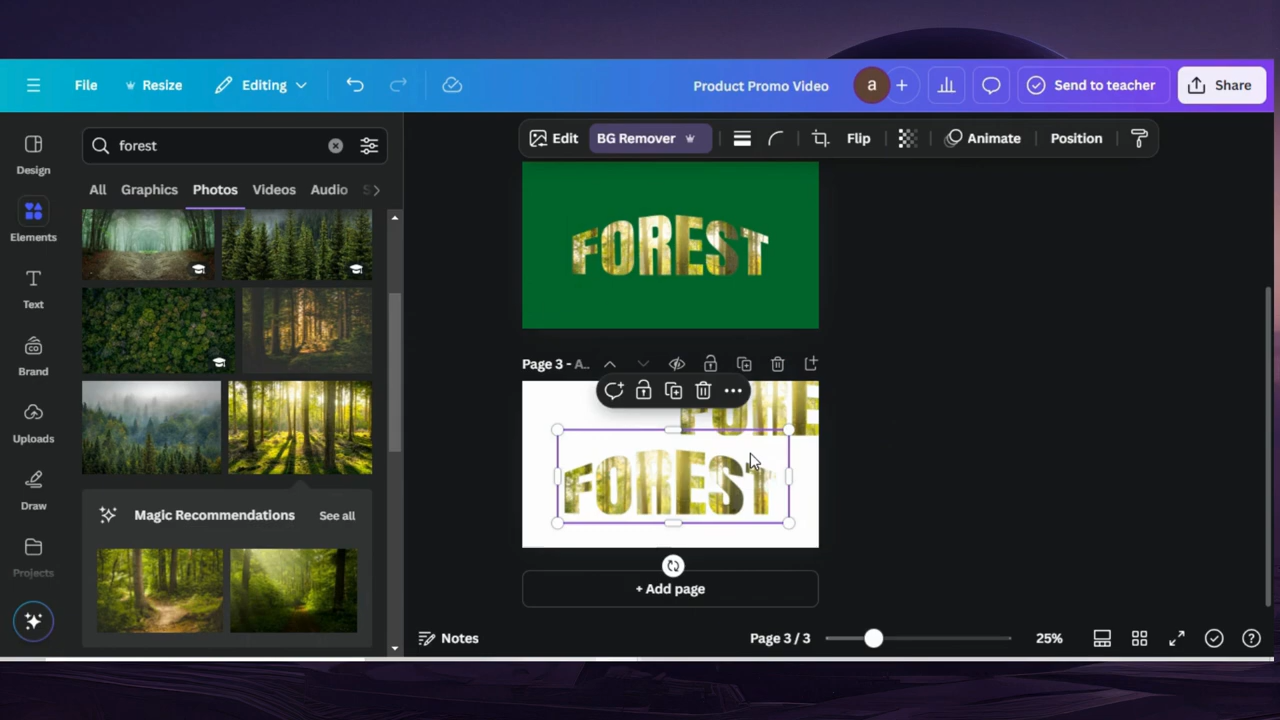 File
Resize
Editing
Product Promo Video
a
+
Send to teacher
Share
forest
Edit
BG Remover
Flip
Animate
Position
Design
Elements
Text
Brand
Uploads
Draw
Projects
All
Graphics
Photos
Videos
Audio
S
Magic Recommendations
See all
FOREST
Page 3 - A..
FORE
FOREST
+ Add page
Notes
Page 3 / 3
25%